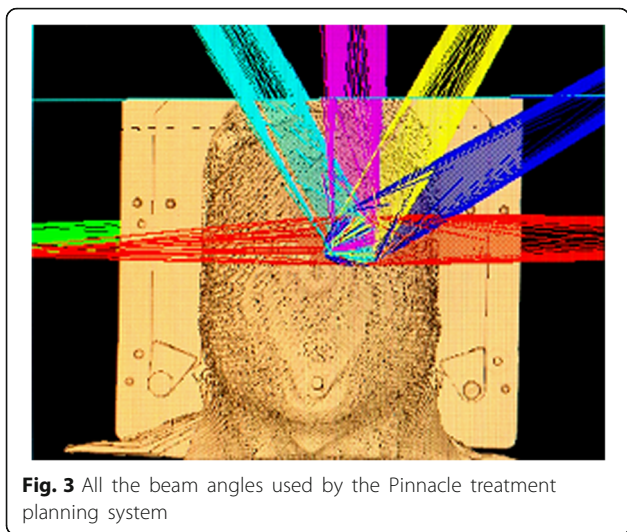 Fig. 3 All the beam angles used by the Pinnacle treatment
planning system